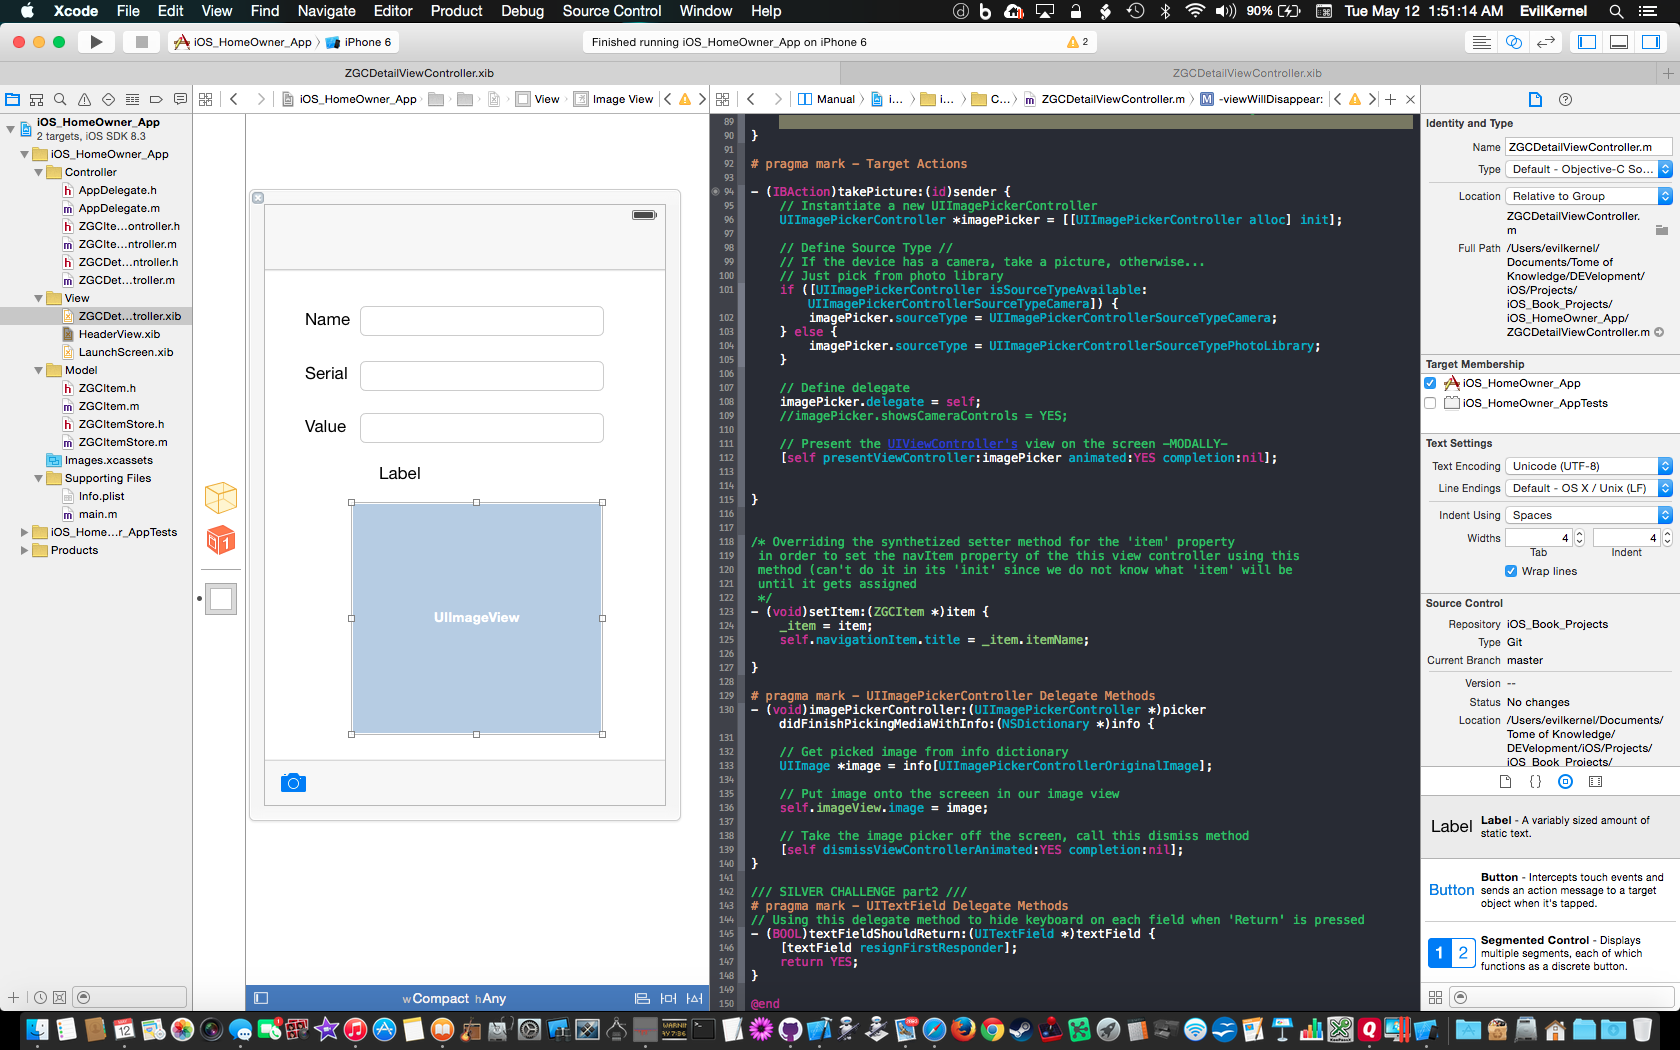 Xcode File Edit View Find Navigate Editor Product Debug Source Control Window Help 90% Tue May 12 1:51:14 AM EvilKernel
iOS_HomeOwner_App iPhone 6
Finished running iOS_HomeOwner_App on iPhone 6
2
ZGCDetailViewController.xib
ZGCDetailViewController.xib
iOS_HomeOwner_App View Image View
Manual i... i... C... ZGCDetailViewController.m -viewWillDisappear:
iOS_HomeOwner_App
2 targets, iOS SDK 8.3
iOS_HomeOwner_App
Controller
AppDelegate.h
AppDelegate.m
ZGCIte...ontroller.h
ZGCIte...ntroller.m
ZGCDet...ntroller.h
ZGCDet...troller.m
View
ZGCDet...troller.xib
HeaderView.xib
LaunchScreen.xib
Model
ZGCItem.h
ZGCItem.m
ZGCItemStore.h
ZGCItemStore.m
Images.xcassets
Supporting Files
Info.plist
main.m
iOS_Home...r_AppTests
Products
Name
Serial
Value
Label
UIImageView
wCompact hAny
89
90 }
91
92 # pragma mark - Target Actions
93
94 - (IBAction)takePicture:(id)sender {
95 // Instantiate a new UIImagePickerController
96 UIImagePickerController *imagePicker = [[UIImagePickerController alloc] init];
97
98 // Define Source Type //
99 // If the device has a camera, take a picture, otherwise...
100 // Just pick from photo library
101 if ([UIImagePickerController isSourceTypeAvailable:
UIImagePickerControllerSourceTypeCamera]) {
102 imagePicker.sourceType = UIImagePickerControllerSourceTypeCamera;
103 } else {
104 imagePicker.sourceType = UIImagePickerControllerSourceTypePhotoLibrary;
105 }
106
107 // Define delegate
108 imagePicker.delegate = self;
109 //imagePicker.showsCameraControls = YES;
110
111 // Present the UIViewController's view on the screen -MODALLY-
112 [self presentViewController:imagePicker animated:YES completion:nil];
113
114
115 }
116
117
118 /* Overriding the synthetized setter method for the 'item' property
119 in order to set the navItem property of the this view controller using this
120 method (can't do it in its 'init' since we do not know what 'item' will be
121 until it gets assigned
122 */
123 - (void)setItem:(ZGCItem *)item {
124 _item = item;
125 self.navigationItem.title = _item.itemName;
126
127 }
128
129 # pragma mark - UIImagePickerController Delegate Methods
130 - (void)imagePickerController:(UIImagePickerController *)picker
didFinishPickingMediaWithInfo:(NSDictionary *)info {
131
132 // Get picked image from info dictionary
133 UIImage *image = info[UIImagePickerControllerOriginalImage];
134
135 // Put image onto the screeen in our image view
136 self.imageView.image = image;
137
138 // Take the image picker off the screen, call this dismiss method
139 [self dismissViewControllerAnimated:YES completion:nil];
140 }
141
142 /// SILVER CHALLENGE part2 ///
143 # pragma mark - UITextField Delegate Methods
144 // Using this delegate method to hide keyboard on each field when 'Return' is pressed
145 - (BOOL)textFieldShouldReturn:(UITextField *)textField {
146 [textField resignFirstResponder];
147 return YES;
148 }
149
150 @end
Identity and Type
Name ZGCDetailViewController.m
Type Default - Objective-C So...
Location Relative to Group
ZGCDetailViewController.
m
Full Path /Users/evilkernel/
Documents/Tome of
Knowledge/DEVelopment/
iOS/Projects/
iOS_Book_Projects/
iOS_HomeOwner_App/
ZGCDetailViewController.m
Target Membership
iOS_HomeOwner_App
iOS_HomeOwner_AppTests
Text Settings
Text Encoding Unicode (UTF-8)
Line Endings Default - OS X / Unix (LF)
Indent Using Spaces
Widths 4 4
Tab Indent
Wrap lines
Source Control
Repository iOS_Book_Projects
Type Git
Current Branch master
Version --
Status No changes
Location /Users/evilkernel/Documents/
Tome of Knowledge/
DEVelopment/iOS/Projects/
iOS_Book_Projects/
Label
Label - A variably sized amount of
static text.
Button
Button - Intercepts touch events and
sends an action message to a target
object when it's tapped.
1 2
Segmented Control - Displays
multiple segments, each of which
functions as a discrete button.